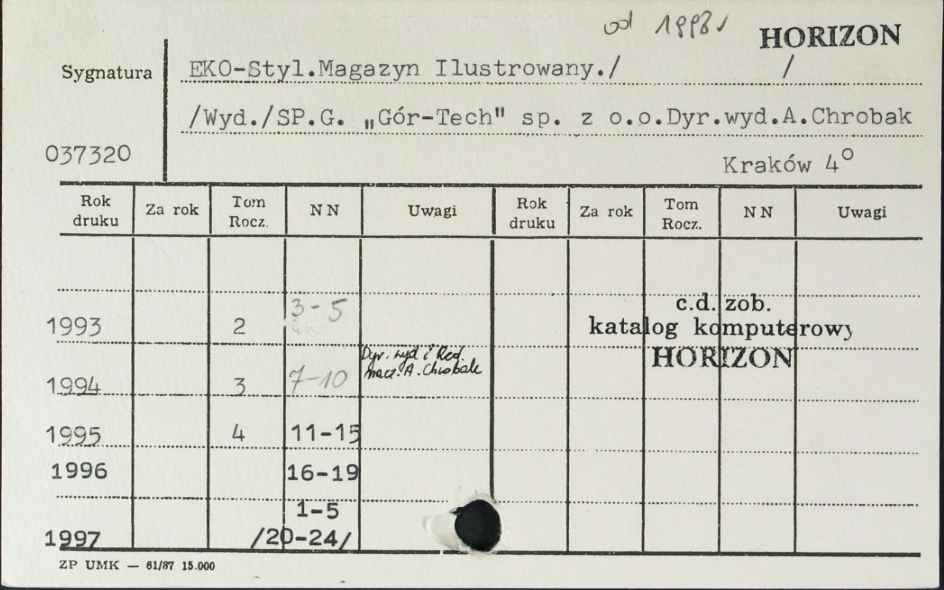 od 1998r
HORIZON
Sygnatura
EKO-Styl.Magazyn Ilustrowany./ /
/Wyd./SP.G. „Gór-Tech" sp. z o.o.Dyr.wyd.A.Chrobak
037320
Kraków 4°
Rok druku Za rok Tom Rocz. NN Uwagi Rok druku Za rok Tom Rocz. NN Uwagi
1993 2 3-5
c.d. zob.
katalog komputerowy
HORIZON
1994 3 7-10 Dyr. wyd i Red.
nacz. A. Chrobak
1995 4 11-15
1996 16-19
1-5
1997 /20-24/
ZP UMK — 61/87 15.000